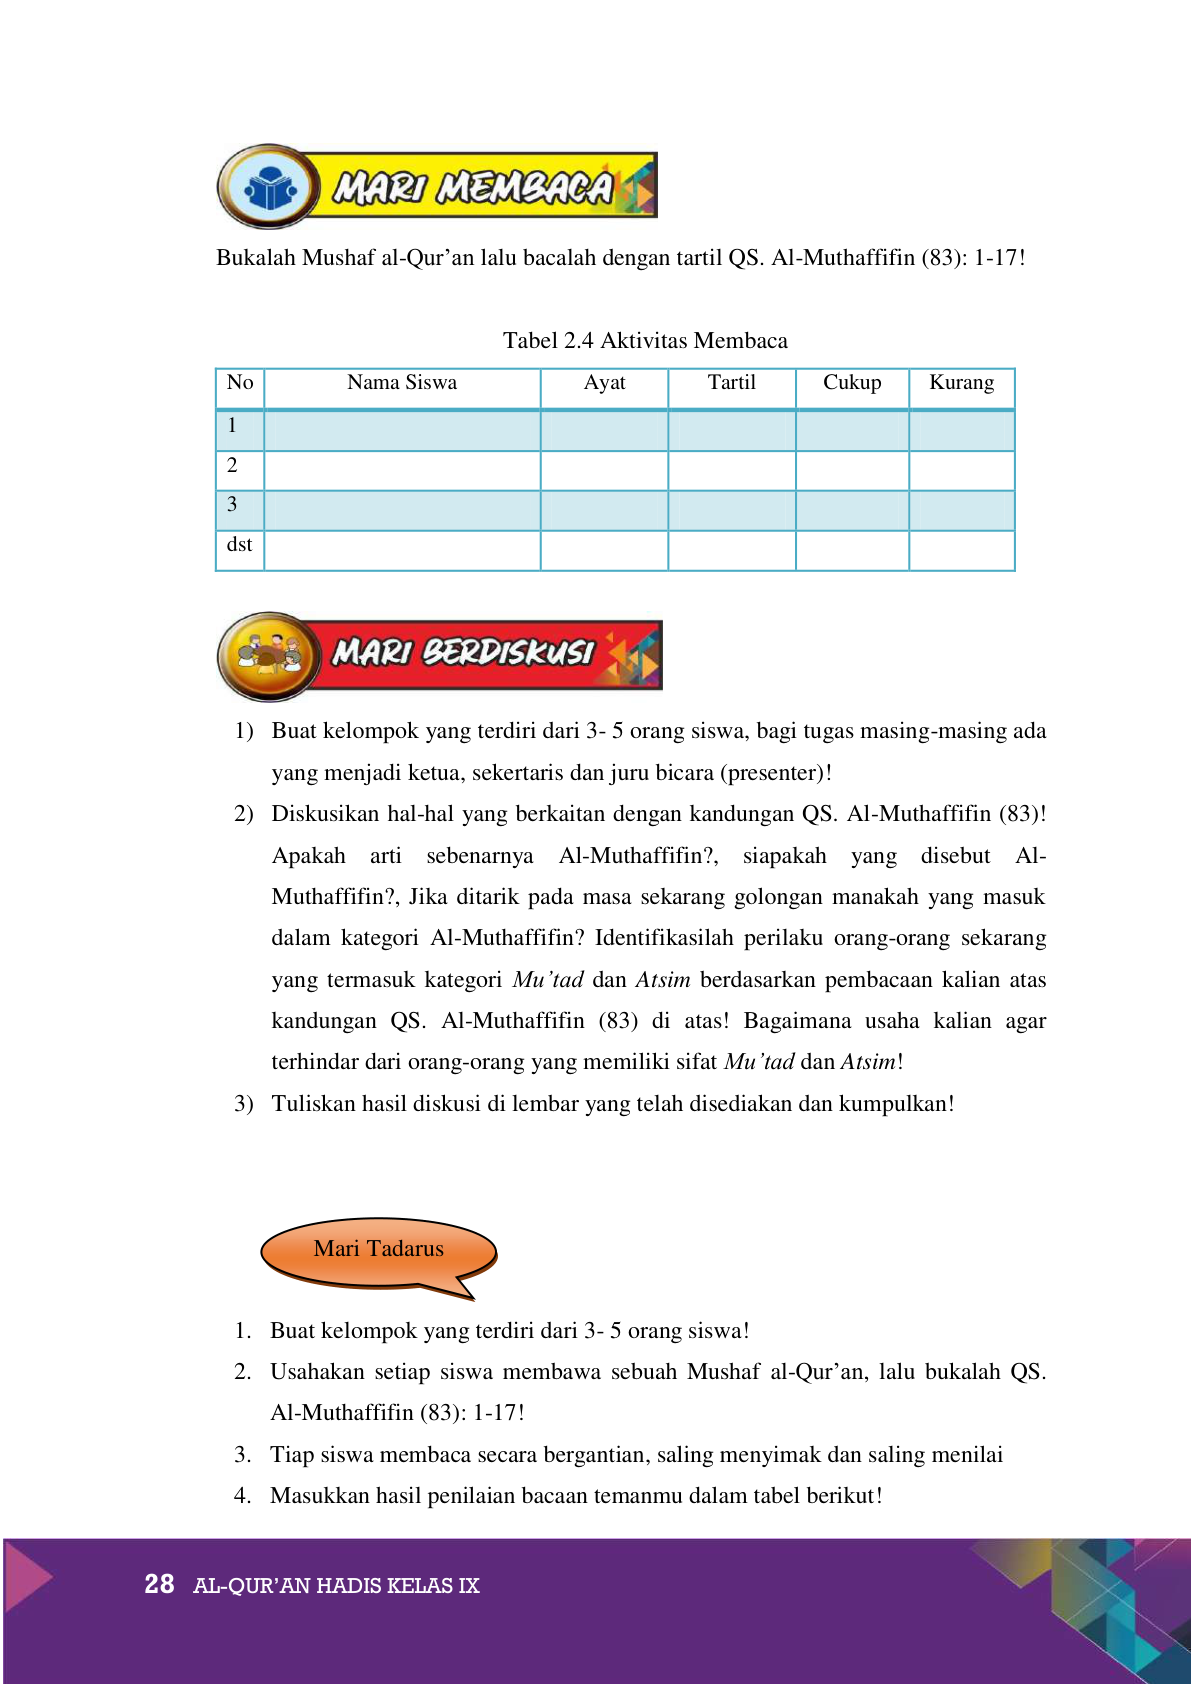 MARI MEMBACA
Bukalah Mushaf al-Qur’an lalu bacalah dengan tartil QS. Al-Muthaffifin (83): 1-17!
Tabel 2.4 Aktivitas Membaca
No Nama Siswa Ayat Tartil Cukup Kurang
1
2
3
dst
MARI BERDISKUSI
1) Buat kelompok yang terdiri dari 3- 5 orang siswa, bagi tugas masing-masing ada
yang menjadi ketua, sekertaris dan juru bicara (presenter)!
2) Diskusikan hal-hal yang berkaitan dengan kandungan QS. Al-Muthaffifin (83)!
Apakah arti sebenarnya Al-Muthaffifin?, siapakah yang disebut Al-
Muthaffifin?, Jika ditarik pada masa sekarang golongan manakah yang masuk
dalam kategori Al-Muthaffifin? Identifikasilah perilaku orang-orang sekarang
yang termasuk kategori Mu’tad dan Atsim berdasarkan pembacaan kalian atas
kandungan QS. Al-Muthaffifin (83) di atas! Bagaimana usaha kalian agar
terhindar dari orang-orang yang memiliki sifat Mu’tad dan Atsim!
3) Tuliskan hasil diskusi di lembar yang telah disediakan dan kumpulkan!
Mari Tadarus
1. Buat kelompok yang terdiri dari 3- 5 orang siswa!
2. Usahakan setiap siswa membawa sebuah Mushaf al-Qur’an, lalu bukalah QS.
Al-Muthaffifin (83): 1-17!
3. Tiap siswa membaca secara bergantian, saling menyimak dan saling menilai
4. Masukkan hasil penilaian bacaan temanmu dalam tabel berikut!
28 AL-QUR’AN HADIS KELAS IX